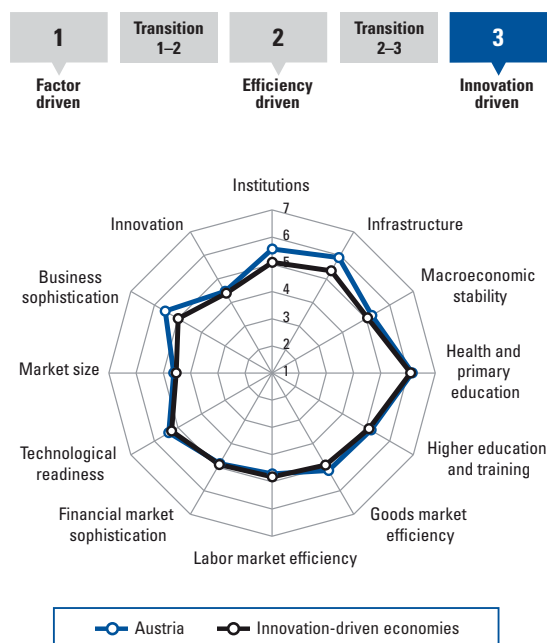 1
Transition
1–2
2
Transition
2–3
3
Factor
driven
Efficiency
driven
Innovation
driven
Institutions
7
6
5
4
3
2
1
Infrastructure
Macroeconomic
stability
Health and
primary
education
Higher education
and training
Goods market
efficiency
Labor market efficiency
Financial market
sophistication
Technological
readiness
Market size
Business
sophistication
Innovation
Austria
Innovation-driven economies